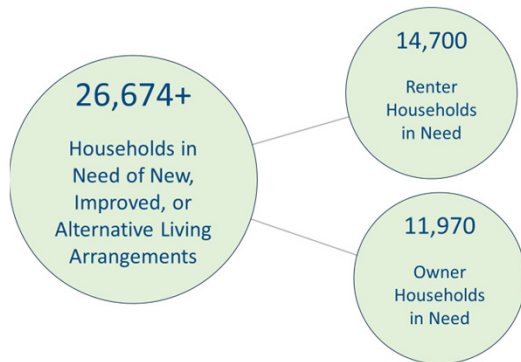 26,674+
Households in
Need of New,
Improved, or
Alternative Living
Arrangements
14,700
Renter
Households
in Need
11,970
Owner
Households
in Need